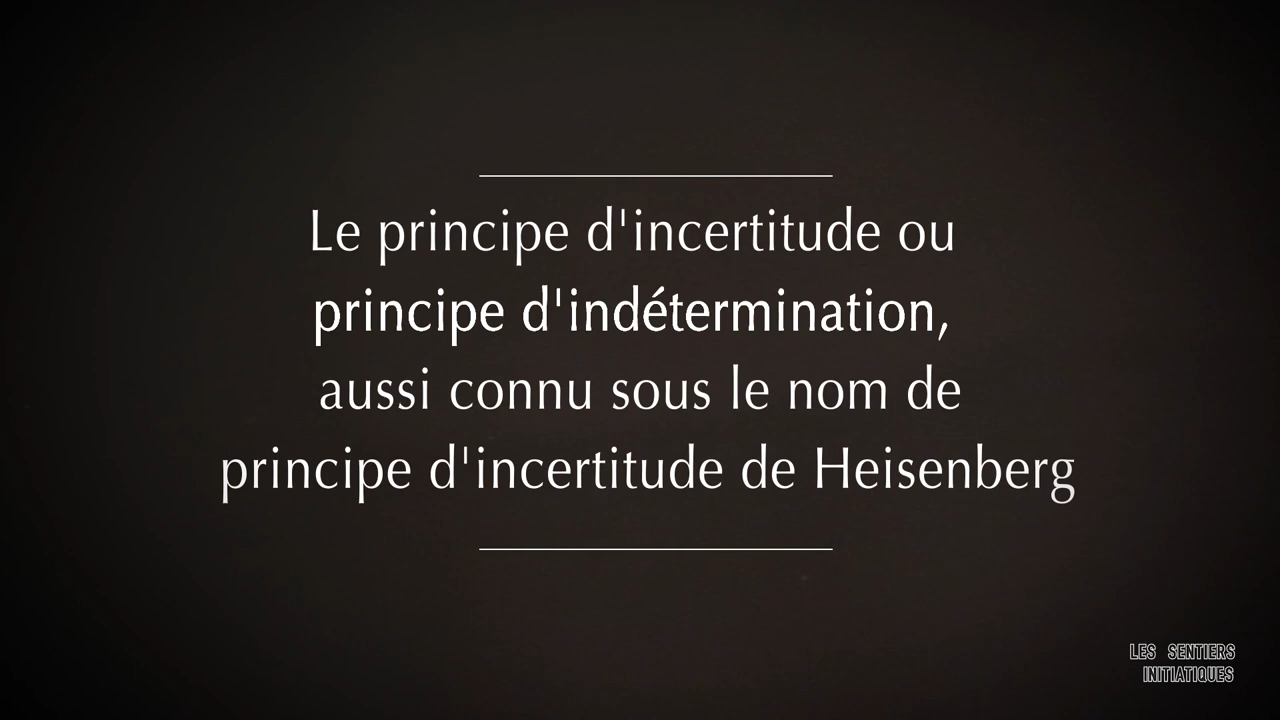 Le principe d'incertitude ou
principe d'indétermination,
aussi connu sous le nom de
principe d'incertitude de Heisenberg
LES SENTIERS
INITIATIQUES